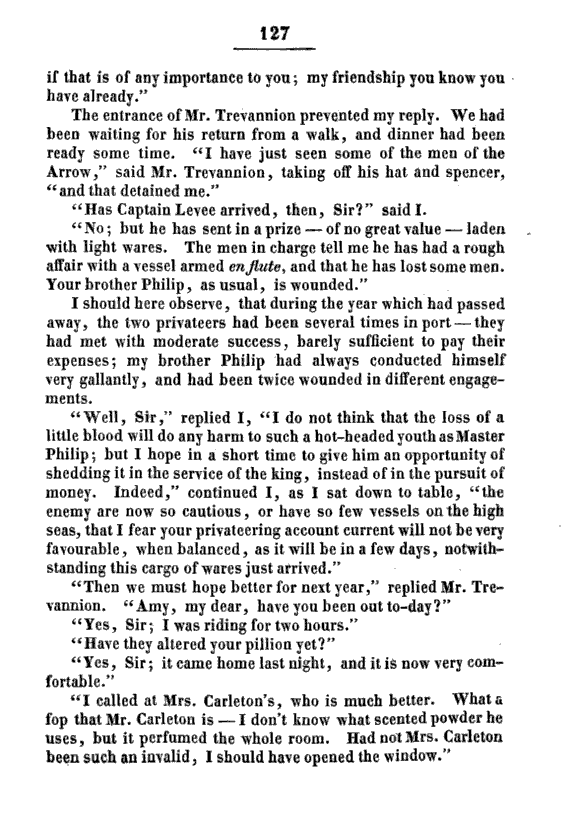 127
if that is of any importance to you; my friendship you know you
have already."
The entrance of Mr. Trevannion prevented my reply. We had
been waiting for his return from a walk, and dinner had been
ready some time. "I have just seen some of the men of the
Arrow," said Mr. Trevannion, taking off his hat and spencer,
"and that detained me."
"Has Captain Levee arrived, then, Sir?" said I.
"No; but he has sent in a prize — of no great value — laden
with light wares. The men in charge tell me he has had a rough
affair with a vessel armed en flute, and that he has lost some men.
Your brother Philip, as usual, is wounded."
I should here observe, that during the year which had passed
away, the two privateers had been several times in port — they
had met with moderate success, barely sufficient to pay their
expenses; my brother Philip had always conducted himself
very gallantly, and had been twice wounded in different engage-
ments.
"Well, Sir," replied I, "I do not think that the loss of a
little blood will do any harm to such a hot-headed youth as Master
Philip; but I hope in a short time to give him an opportunity of
shedding it in the service of the king, instead of in the pursuit of
money. Indeed," continued I, as I sat down to table, "the
enemy are now so cautious, or have so few vessels on the high
seas, that I fear your privateering account current will not be very
favourable, when balanced, as it will be in a few days, notwith-
standing this cargo of wares just arrived."
"Then we must hope better for next year," replied Mr. Tre-
vannion. "Amy, my dear, have you been out to-day?"
"Yes, Sir; I was riding for two hours."
"Have they altered your pillion yet?"
"Yes, Sir; it came home last night, and it is now very com-
fortable."
"I called at Mrs. Carleton's, who is much better. What a
fop that Mr. Carleton is — I don't know what scented powder he
uses, but it perfumed the whole room. Had not Mrs. Carleton
been such an invalid, I should have opened the window."